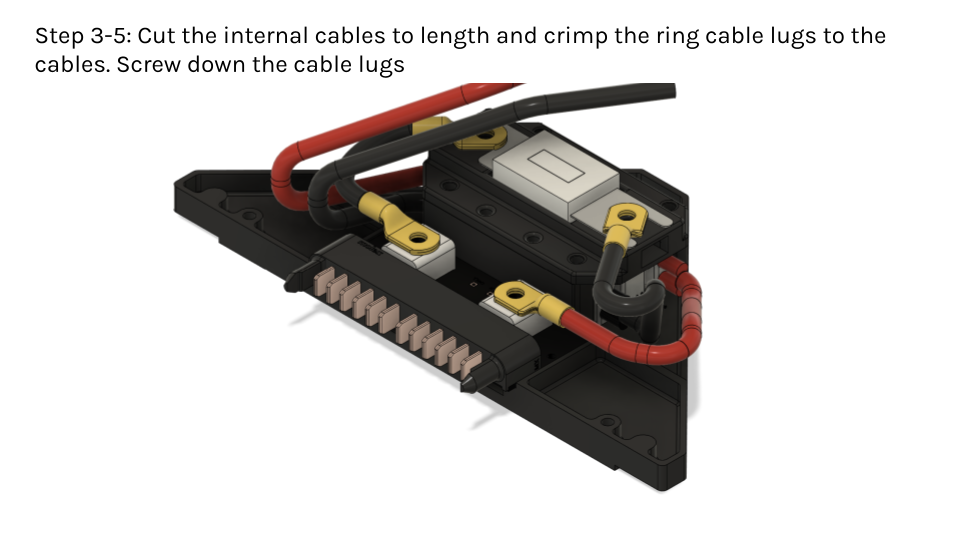 Step 3-5: Cut the internal cables to length and crimp the ring cable lugs to the
cables. Screw down the cable lugs